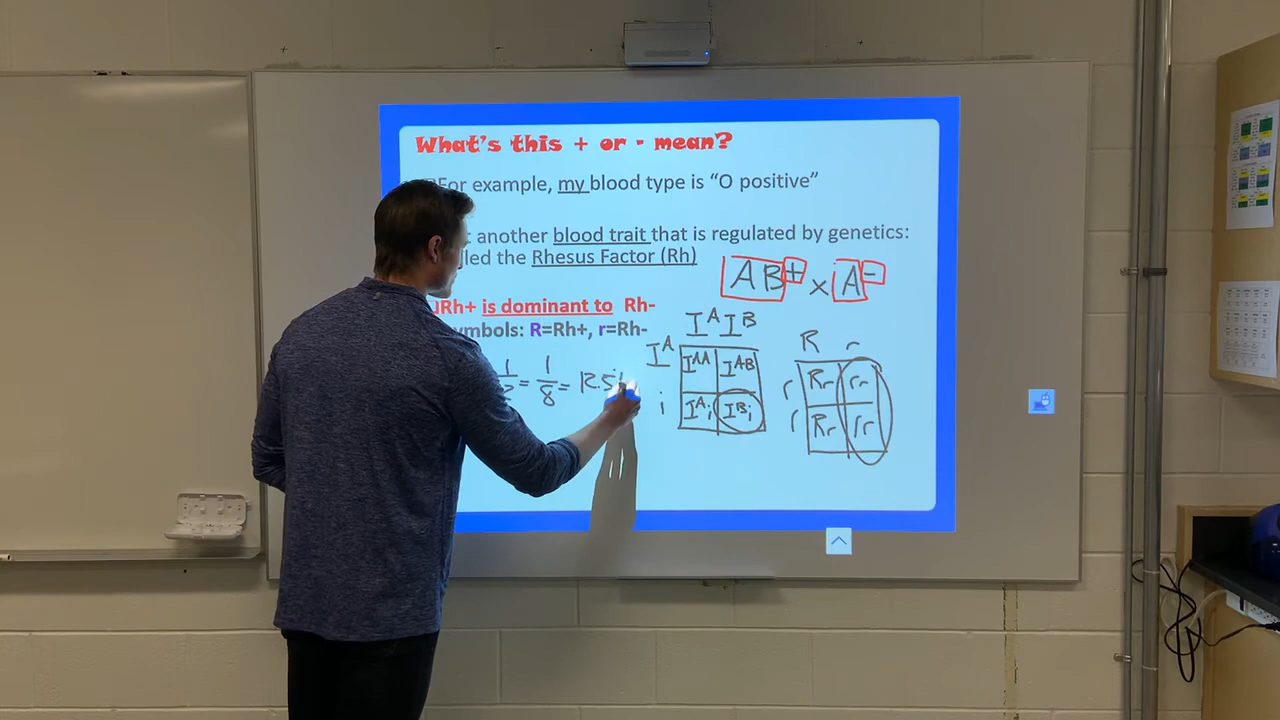 What's this + or - mean?
For example, my blood type is "O positive"
another blood trait that is regulated by genetics:
the Rhesus Factor (Rh)
AB+ x A-
Rh+ is dominant to Rh-
R=Rh+, r=Rh-
I^A I^B
I^A
I^AA I^AB
i
I^Ai I^Bi
R r
r
Rr rr
r
Rr rr
= 1/8 = 12.5